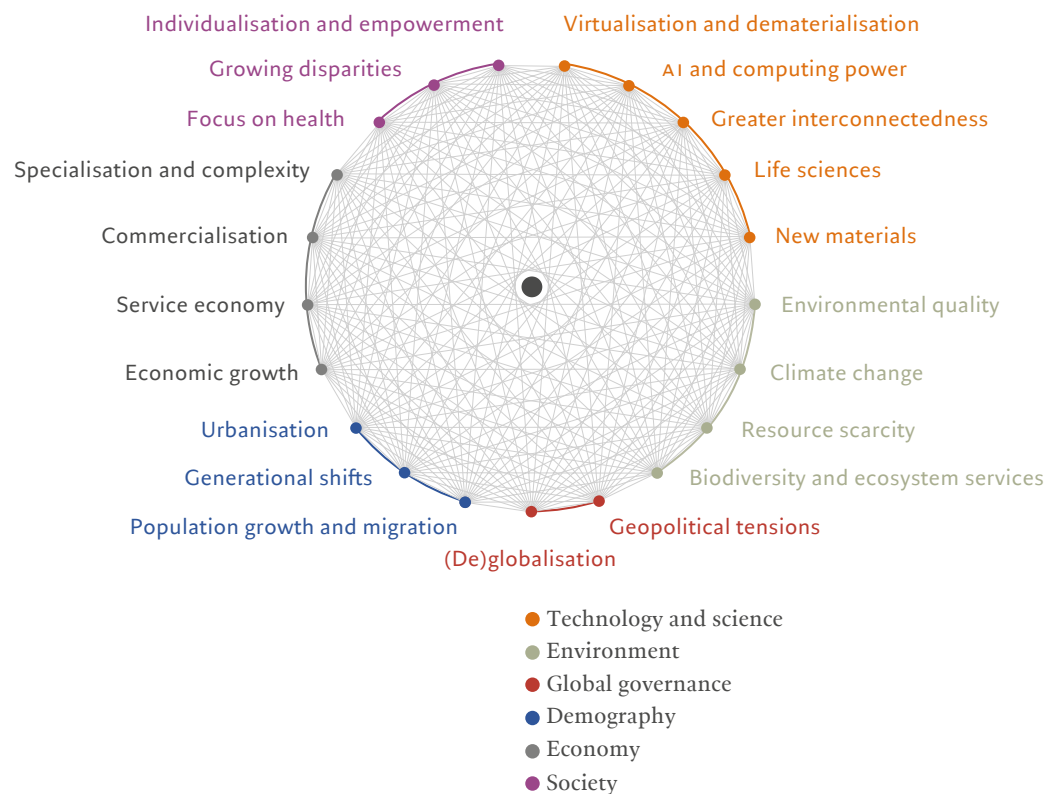 Individualisation and empowerment
Virtualisation and dematerialisation
Growing disparities
AI and computing power
Focus on health
Greater interconnectedness
Specialisation and complexity
Life sciences
Commercialisation
New materials
Service economy
Environmental quality
Economic growth
Climate change
Urbanisation
Resource scarcity
Generational shifts
Biodiversity and ecosystem services
Population growth and migration
Geopolitical tensions
(De)globalisation
Technology and science
Environment
Global governance
Demography
Economy
Society